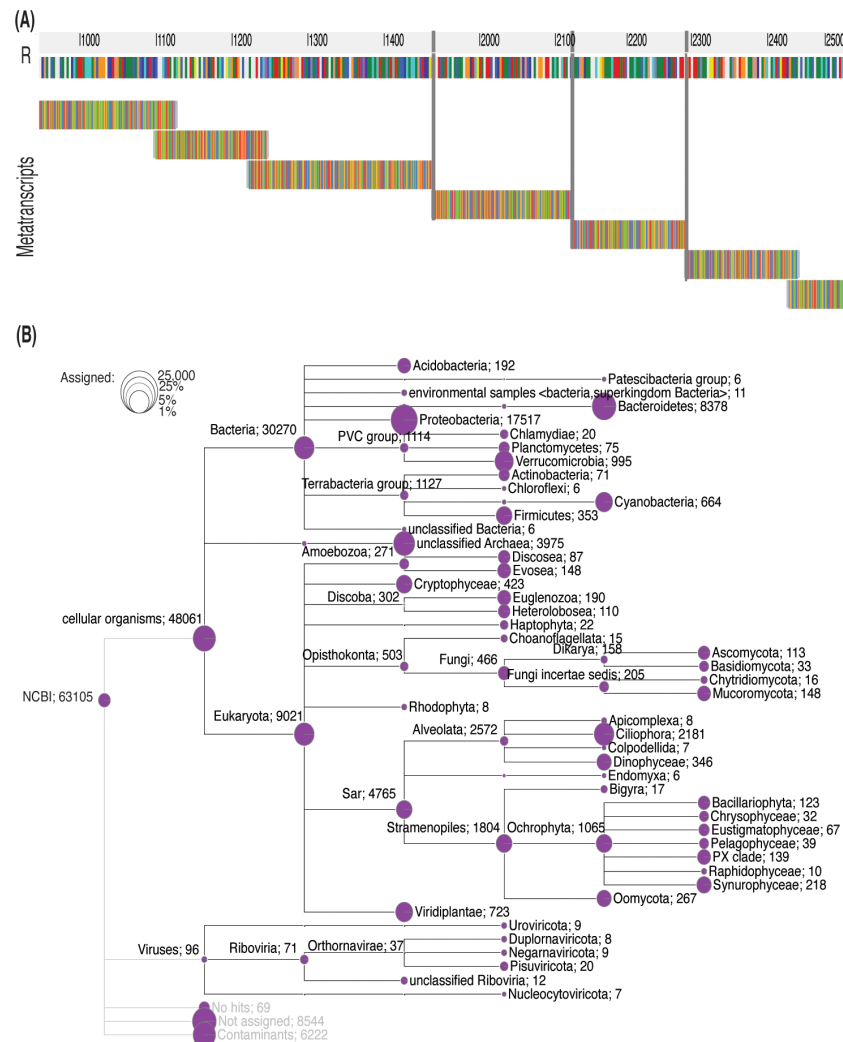 (A)
|1000 |1100 |1200 |1300 |1400 |2000 |2100 |2200 |2300 |2400 |2500
R
Metatranscripts
(B)
Assigned:
25,000
25%
5%
1%
Acidobacteria; 192
Patescibacteria group; 6
environmental samples <bacteria,superkingdom Bacteria>; 11
Bacteroidetes; 8378
Proteobacteria; 17517
Bacteria; 30270
PVC group; 1114
Chlamydiae; 20
Planctomycetes; 75
Verrucomicrobia; 995
Actinobacteria; 71
Terrabacteria group; 1127
Chloroflexi; 6
Cyanobacteria; 664
Firmicutes; 353
unclassified Bacteria; 6
unclassified Archaea; 3975
Amoebozoa; 271
Discosea; 87
Evosea; 148
Cryptophyceae; 423
Discoba; 302
Euglenozoa; 190
Heterolobosea; 110
cellular organisms; 48061
Haptophyta; 22
Choanoflagellata; 15
Opisthokonta; 503
Fungi; 466
Dikarya; 158
Ascomycota; 113
Basidiomycota; 33
Fungi incertae sedis; 205
Chytridiomycota; 16
Mucoromycota; 148
NCBI; 63105
Rhodophyta; 8
Eukaryota; 9021
Alveolata; 2572
Apicomplexa; 8
Ciliophora; 2181
Colpodellida; 7
Dinophyceae; 346
Endomyxa; 6
Sar; 4765
Bigyra; 17
Stramenopiles; 1804
Ochrophyta; 1065
Bacillariophyta; 123
Chrysophyceae; 32
Eustigmatophyceae; 67
Pelagophyceae; 39
PX clade; 139
Raphidophyceae; 10
Synurophyceae; 218
Oomycota; 267
Viridiplantae; 723
Uroviricota; 9
Viruses; 96
Riboviria; 71
Orthornavirae; 37
Duplornaviricota; 8
Negarnaviricota; 9
Pisuviricota; 20
unclassified Riboviria; 12
Nucleocytoviricota; 7
No hits; 69
Not assigned; 8544
Contaminants; 6222